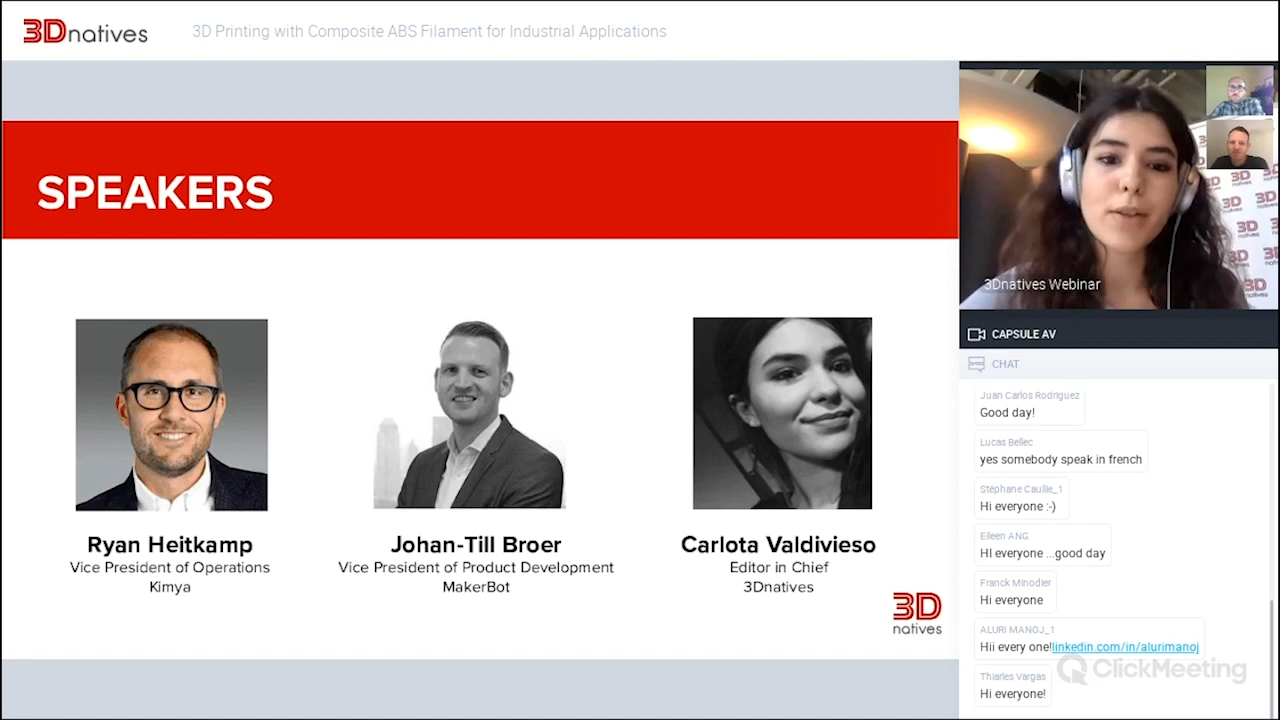 3Dnatives
3D Printing with Composite ABS Filament for Industrial Applications
SPEAKERS
Ryan Heitkamp
Vice President of Operations
Kimya
Johan-Till Broer
Vice President of Product Development
MakerBot
Carlota Valdivieso
Editor in Chief
3Dnatives
3D
natives
3Dnatives Webinar
CAPSULE AV
CHAT
Juan Carlos Rodriguez
Good day!
Lucas Bellec
yes somebody speak in french
Stéphane Caullie_1
Hi everyone :-)
Eileen ANG
HI everyone ...good day
Franck Minodier
Hi everyone
ALURI MANOJ_1
Hii every one!linkedin.com/in/alurimanoj
Thiarles Vargas
Hi everyone!
ClickMeeting